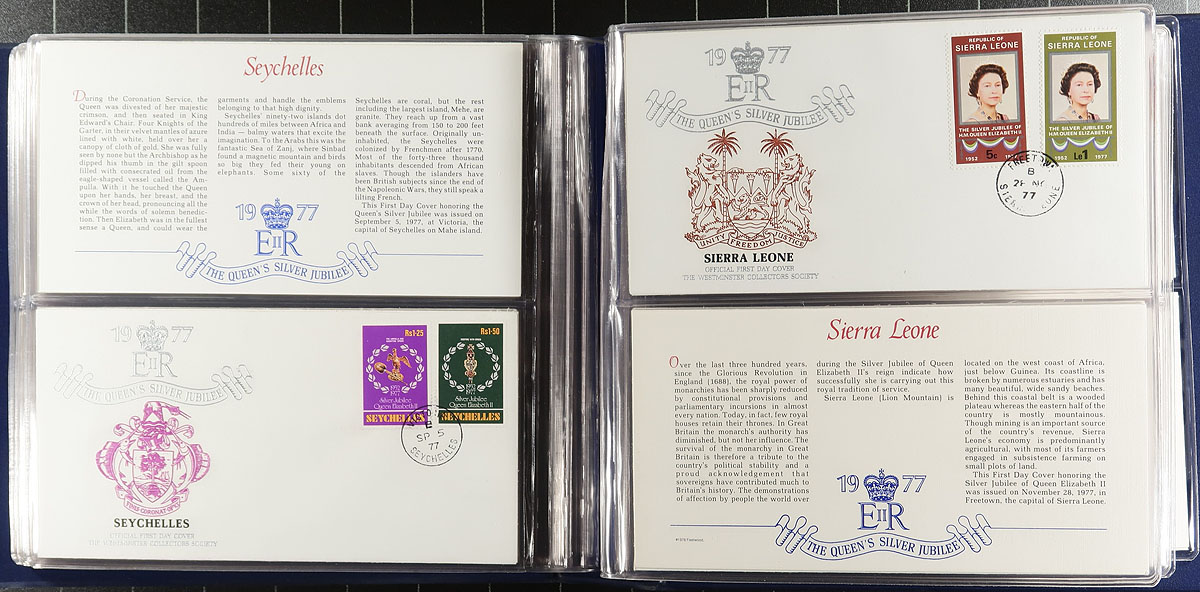 Seychelles
During the Coronation Service, the
Queen was divested of her majestic
crimson, and then seated in King
Edward's Chair. Four Knights of the
Garter, in their velvet mantles of azure
lined with white, held over her a
canopy of cloth of gold. She was fully
seen by none but the Archbishop as he
dipped his thumb in the gilt spoon
filled with consecrated oil from the
eagle-shaped vessel called the Am-
pulla. With it he touched the Queen
upon her hands, her breast, and the
crown of her head, pronouncing all the
while the words of solemn benedic-
tion. Then Elizabeth was in the fullest
sense a Queen, and could wear the
garments and handle the emblems
belonging to that high dignity.
Seychelles' ninety-two islands dot
hundreds of miles between Africa and
India — balmy waters that excite the
imagination. To the Arabs this was the
fantastic Sea of Zanj, where Sinbad
found a magnetic mountain and birds
so big they fed their young on
elephants. Some sixty of the
Seychelles are coral, but the rest
including the largest island, Mehe, are
granite. They reach up from a vast
bank averaging from 150 to 200 feet
beneath the surface. Originally un-
inhabited, the Seychelles were
colonized by Frenchmen after 1770.
Most of the forty-three thousand
inhabitants descended from African
slaves. Though the islanders have
been British subjects since the end of
the Napoleonic Wars, they still speak a
lilting French.
This First Day Cover honoring the
Queen's Silver Jubilee was issued on
September 5, 1977, at Victoria, the
capital of Seychelles on Mahe island.
1977
EIIR
THE QUEEN'S SILVER JUBILEE
1977
EIIR
THE QUEEN'S SILVER JUBILEE
SEYCHELLES
OFFICIAL FIRST DAY COVER
THE WESTMINSTER COLLECTORS SOCIETY
Rs1·25
1952
1977
Silver Jubilee
Queen Elizabeth II
SEYCHELLES
Rs1·50
1952
1977
Silver Jubilee
Queen Elizabeth II
SEYCHELLES
B
SP 5
77
SEYCHELLES
1977
EIIR
THE QUEEN'S SILVER JUBILEE
UNITY FREEDOM JUSTICE
SIERRA LEONE
OFFICIAL FIRST DAY COVER
THE WESTMINSTER COLLECTORS SOCIETY
REPUBLIC OF
SIERRA LEONE
THE SILVER JUBILEE OF
H.M.QUEEN ELIZABETH II
1952 5c 1977
REPUBLIC OF
SIERRA LEONE
THE SILVER JUBILEE OF
H.M.QUEEN ELIZABETH II
1952 Le1 1977
FREETOWN
B
77
Sierra Leone
Over the last three hundred years,
since the Glorious Revolution in
England [1688], the royal power of
monarchies has been sharply reduced
by constitutional provisions and
parliamentary incursions in almost
every nation. Today, in fact, few royal
houses retain their thrones. In Great
Britain the monarch's authority has
diminished, but not her influence. The
survival of the monarchy in Great
Britain is therefore a tribute to the
country's political stability and a
proud acknowledgement that
sovereigns have contributed much to
Britain's history. The demonstrations
of affection by people the world over
during the Silver Jubilee of Queen
Elizabeth II's reign indicate how
successfully she is carrying out this
royal tradition of service.
Sierra Leone [Lion Mountain] is
located on the west coast of Africa,
just below Guinea. Its coastline is
broken by numerous estuaries and has
many beautiful, wide sandy beaches.
Behind this coastal belt is a wooded
plateau whereas the eastern half of the
country is mostly mountainous.
Though mining is an important source
of the country's revenue, Sierra
Leone's economy is predominantly
agricultural, with most of its farmers
engaged in subsistence farming on
small plots of land.
This First Day Cover honoring the
Silver Jubilee of Queen Elizabeth II
was issued on November 28, 1977, in
Freetown, the capital of Sierra Leone.
1977
EIIR
THE QUEEN'S SILVER JUBILEE